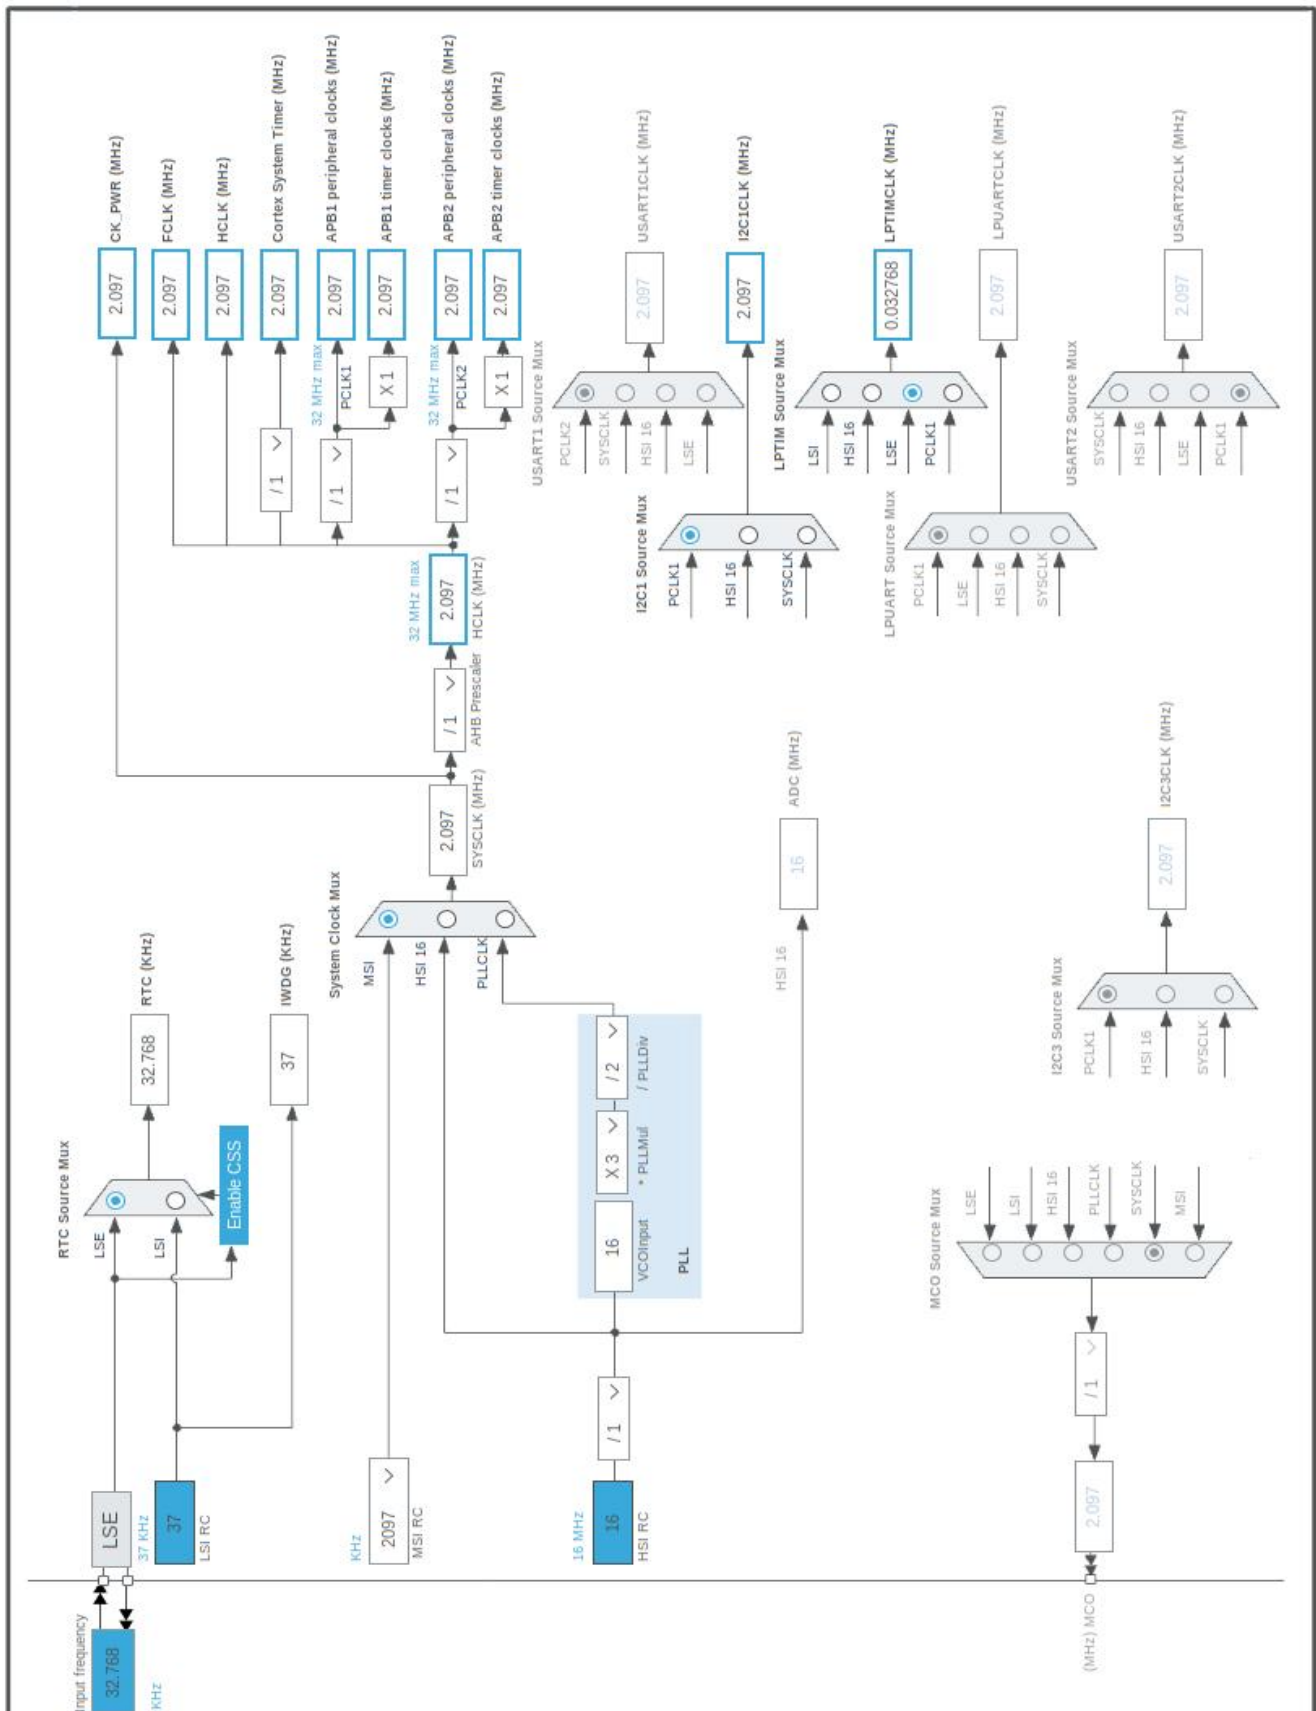 Input frequency
32.768
KHz
LSE
37 KHz
37
LSI RC
RTC Source Mux
LSE
LSI
Enable CSS
32.768
RTC (KHz)
37
IWDG (KHz)
KHz
2097
MSI RC
16 MHz
16
HSI RC
/ 1
16
VCOInput
X 3
* PLLMul
/ 2
/ PLLDiv
PLL
System Clock Mux
MSI
HSI 16
PLLCLK
2.097
SYSCLK (MHz)
/ 1
AHB Prescaler
32 MHz max
2.097
HCLK (MHz)
2.097
CK_PWR (MHz)
2.097
FCLK (MHz)
2.097
HCLK (MHz)
/ 1
2.097
Cortex System Timer (MHz)
/ 1
32 MHz max
PCLK1
2.097
APB1 peripheral clocks (MHz)
X 1
2.097
APB1 timer clocks (MHz)
/ 1
32 MHz max
PCLK2
2.097
APB2 peripheral clocks (MHz)
X 1
2.097
APB2 timer clocks (MHz)
HSI 16
16
ADC (MHz)
USART1 Source Mux
PCLK2
SYSCLK
HSI 16
LSE
2.097
USART1CLK (MHz)
I2C1 Source Mux
PCLK1
HSI 16
SYSCLK
2.097
I2C1CLK (MHz)
LPTIM Source Mux
LSI
HSI 16
LSE
PCLK1
0.032768
LPTIMCLK (MHz)
LPUART Source Mux
PCLK1
LSE
HSI 16
SYSCLK
2.097
LPUARTCLK (MHz)
USART2 Source Mux
SYSCLK
HSI 16
LSE
PCLK1
2.097
USART2CLK (MHz)
I2C3 Source Mux
PCLK1
HSI 16
SYSCLK
2.097
I2C3CLK (MHz)
MCO Source Mux
LSE
LSI
HSI 16
PLLCLK
SYSCLK
MSI
/ 1
2.097
(MHz) MCO